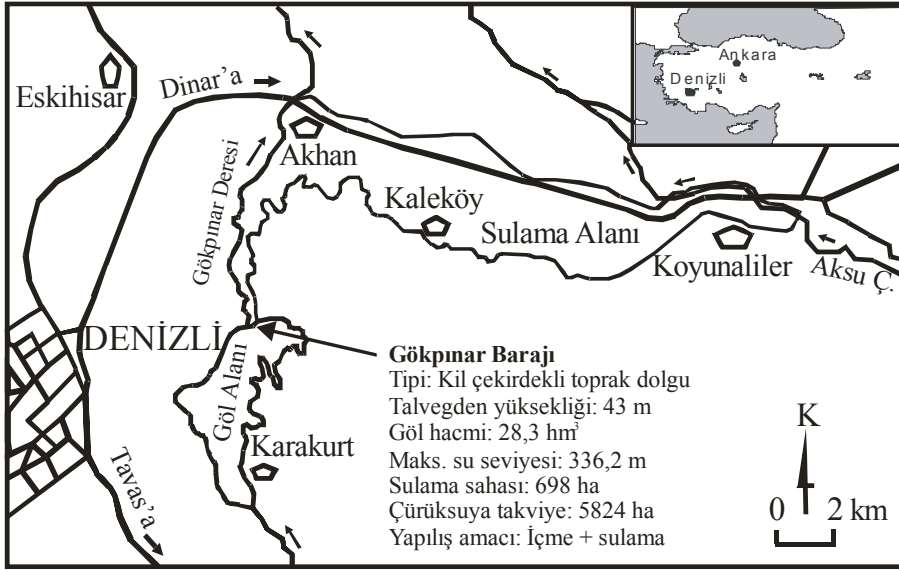 Ankara
Denizli
Eskihisar
Dinar'a
Akhan
Gökpınar Deresi
Kaleköy
Sulama Alanı
Koyunaliler
Aksu Ç.
DENİZLİ
Göl Alanı
Karakurt
Tavas'a
Gökpınar Barajı
Tipi: Kil çekirdekli toprak dolgu
Talvegden yüksekliği: 43 m
Göl hacmi: 28,3 hm³
Maks. su seviyesi: 336,2 m
Sulama sahası: 698 ha
Çürüksuya takviye: 5824 ha
Yapılış amacı: İçme + sulama
K
0 2 km